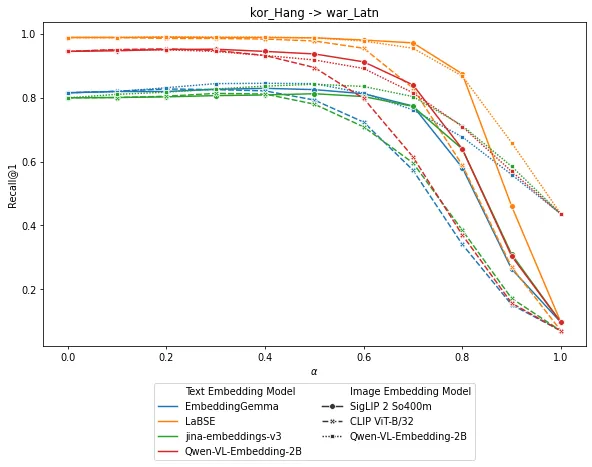 kor_Hang -> war_Latn
Recall@1
1.0
0.8
0.6
0.4
0.2
0.0 0.2 0.4 0.6 0.8 1.0
α
Text Embedding Model
EmbeddingGemma
LaBSE
jina-embeddings-v3
Qwen-VL-Embedding-2B
Image Embedding Model
SigLIP 2 So400m
CLIP ViT-B/32
Qwen-VL-Embedding-2B